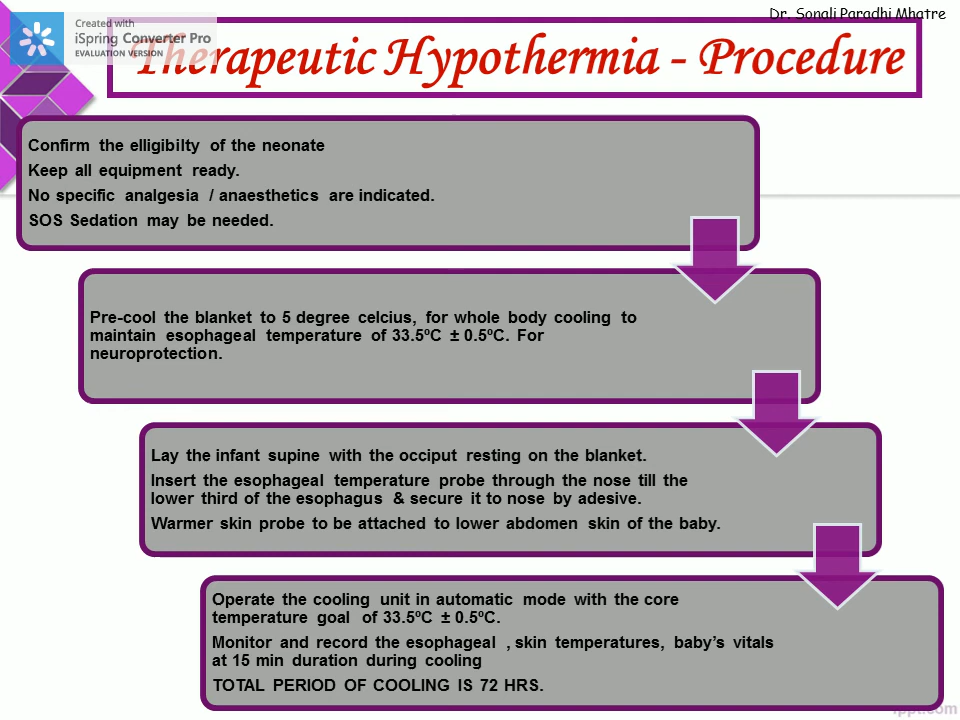 Dr. Sonali Paradhi Mhatre
Created with
iSpring Converter Pro
EVALUATION VERSION
Therapeutic Hypothermia - Procedure
Confirm the elligibilty of the neonate
Keep all equipment ready.
No specific analgesia / anaesthetics are indicated.
SOS Sedation may be needed.
Pre-cool the blanket to 5 degree celcius, for whole body cooling to
maintain esophageal temperature of 33.5ºC ± 0.5ºC. For
neuroprotection.
Lay the infant supine with the occiput resting on the blanket.
Insert the esophageal temperature probe through the nose till the
lower third of the esophagus & secure it to nose by adesive.
Warmer skin probe to be attached to lower abdomen skin of the baby.
Operate the cooling unit in automatic mode with the core
temperature goal of 33.5ºC ± 0.5ºC.
Monitor and record the esophageal , skin temperatures, baby’s vitals
at 15 min duration during cooling
TOTAL PERIOD OF COOLING IS 72 HRS.